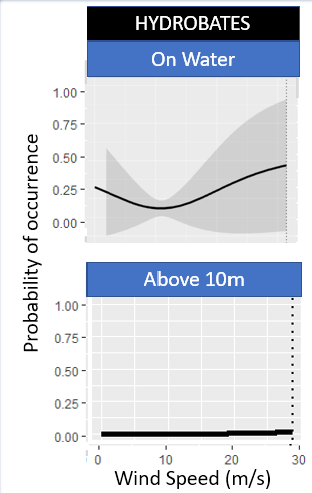 HYDROBATES
On Water
1.00
0.75
0.50
0.25
0.00
Probability of occurrence
Above 10m
1.00
0.75
0.50
0.25
0.00
0 10 20 30
Wind Speed (m/s)